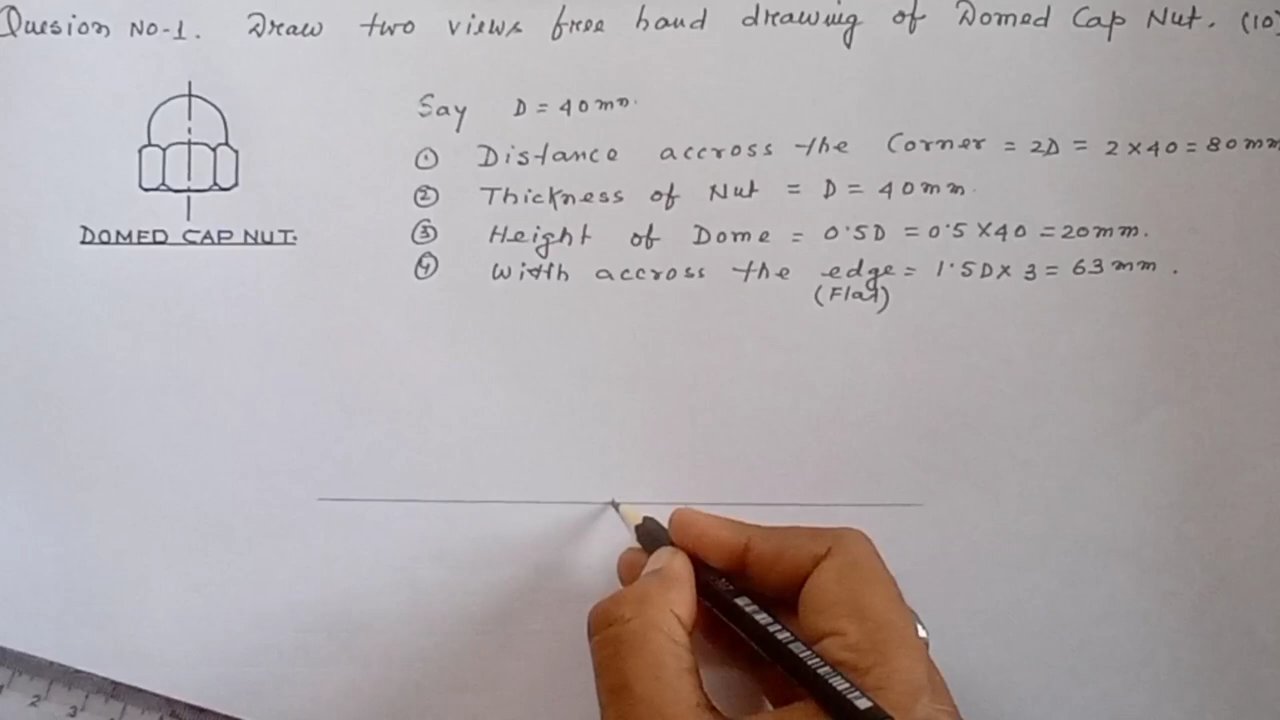 Quesion No-1. Draw two views free hand drawing of Domed Cap Nut. (10)
Say D = 40mm.
① Distance accross the Corner = 2D = 2×40=80mm
② Thickness of Nut = D = 40mm.
③ Height of Dome = 0.5D = 0.5×40 =20mm.
④ Width accross the edge= 1.5D× 3 = 63mm.
(Flat)
DOMED CAP NUT.
2 3